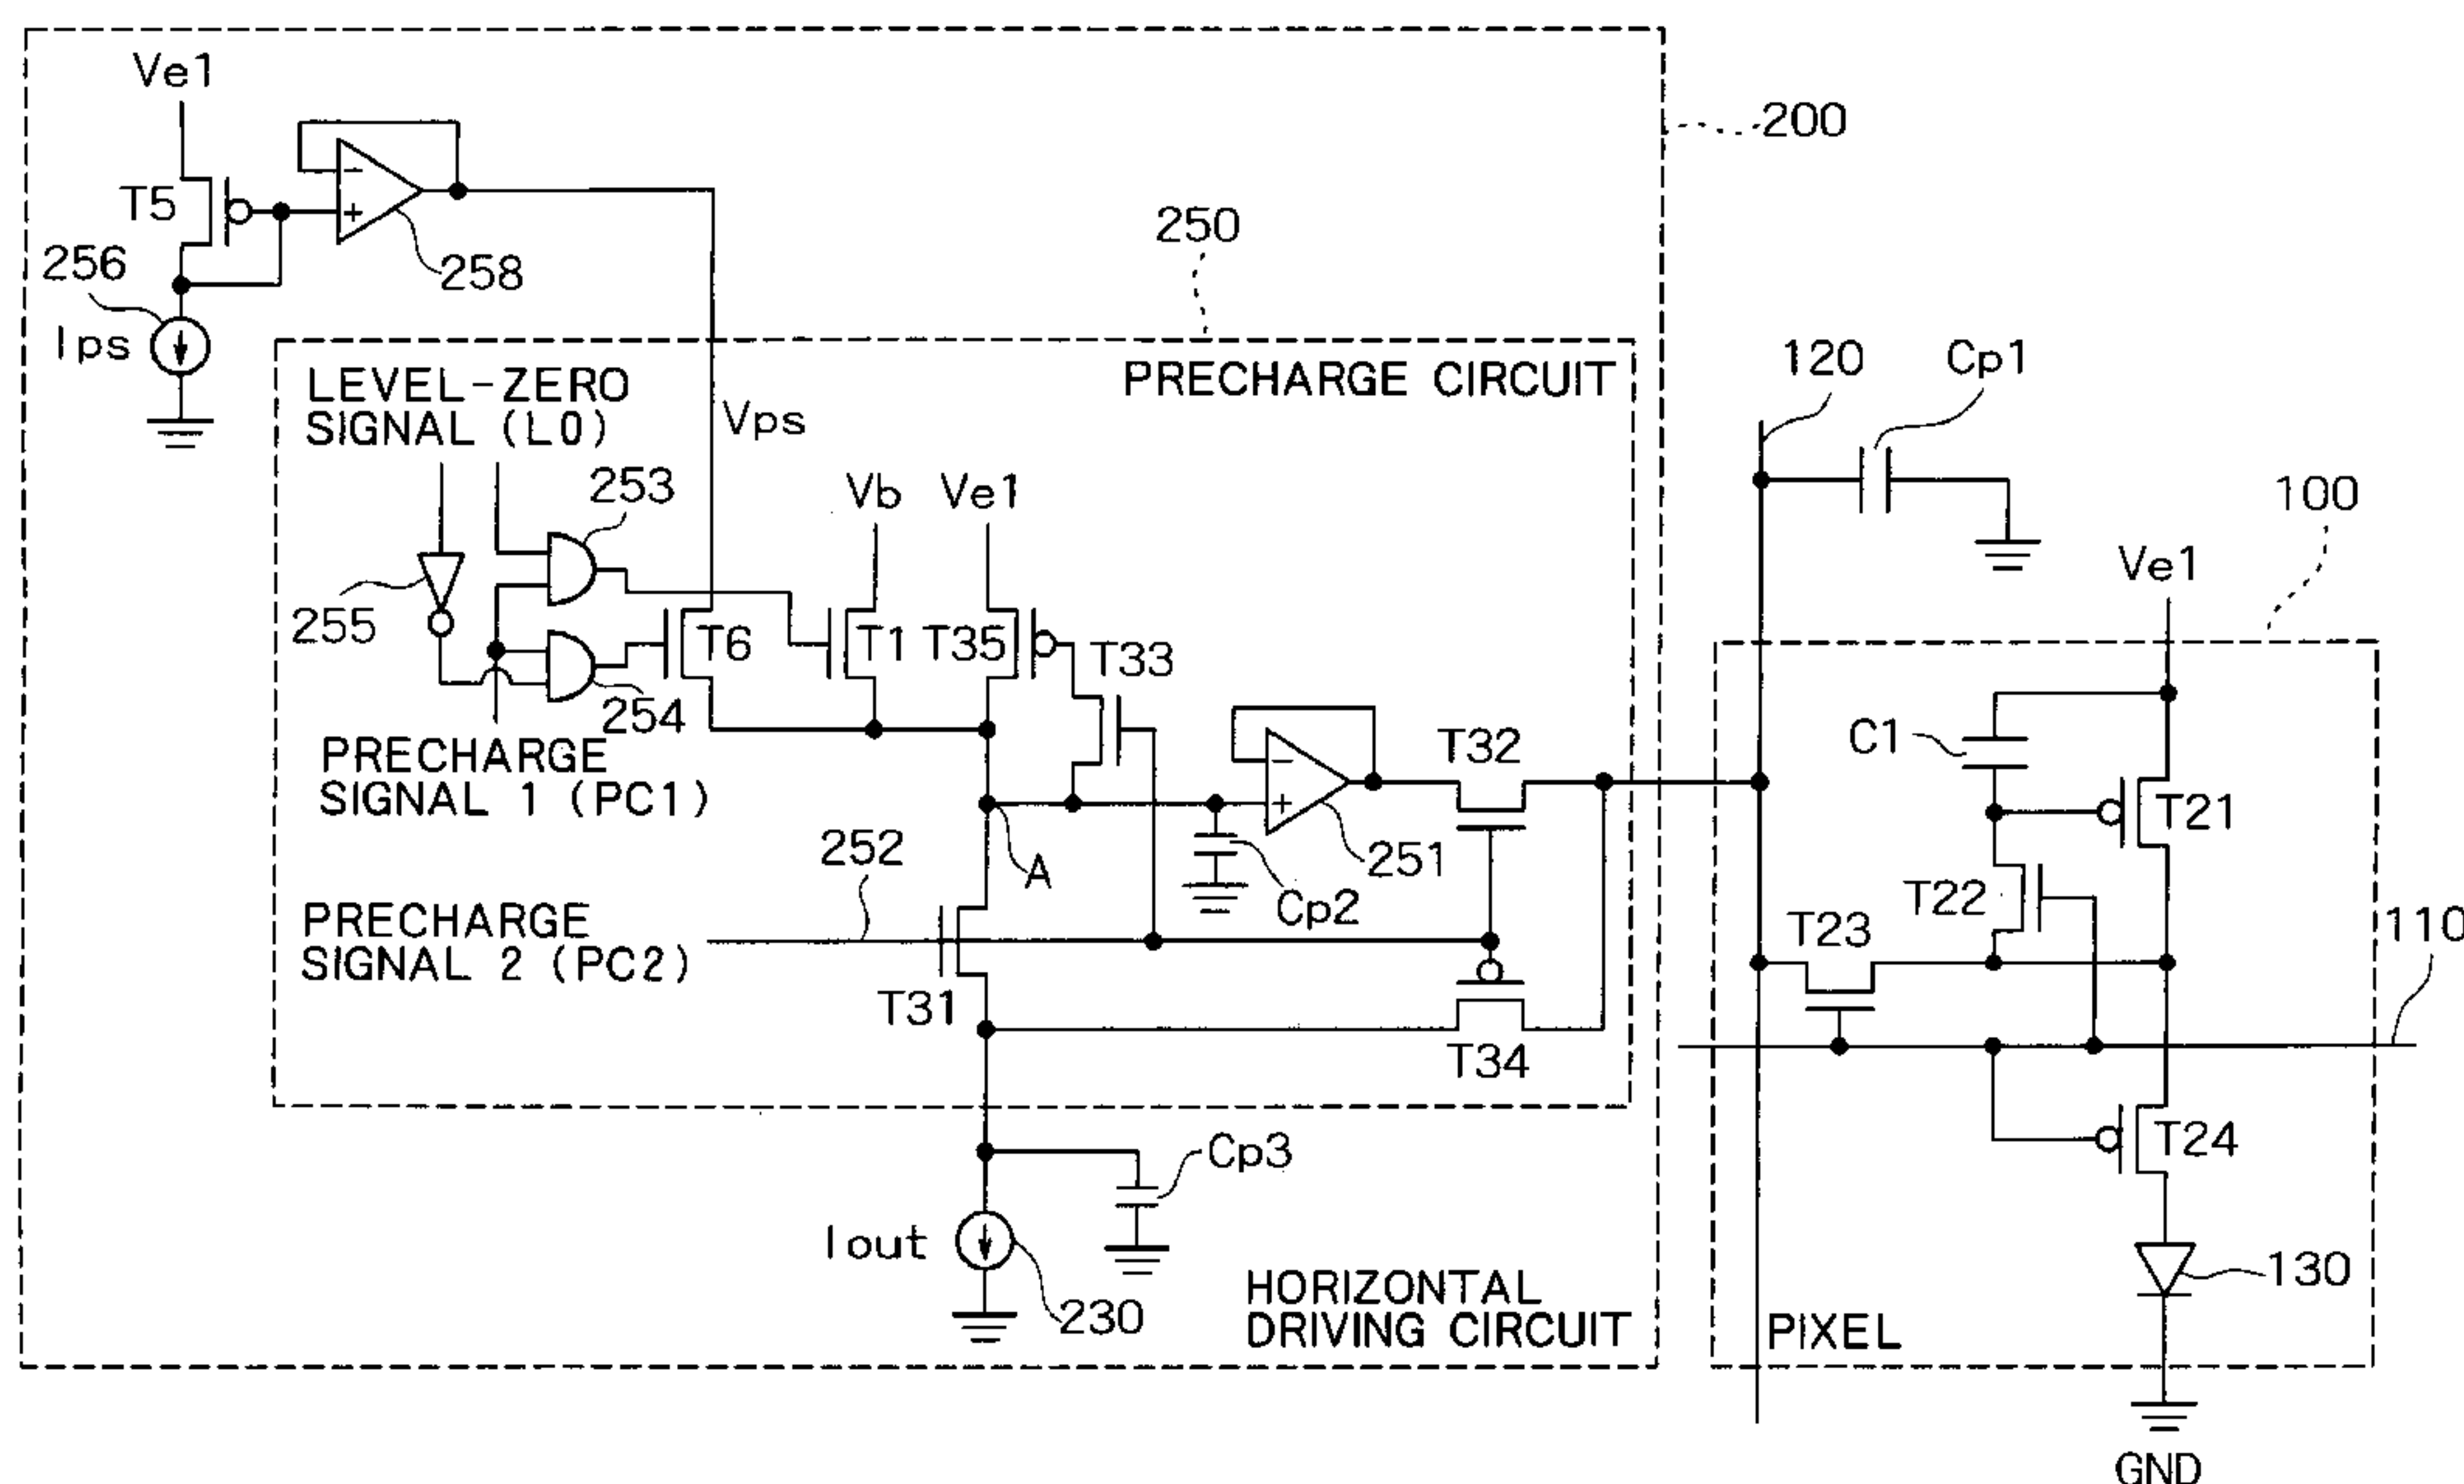 Ve1
T5
-
+
258
256
Ips
200
250
PRECHARGE CIRCUIT
LEVEL-ZERO
SIGNAL (L0)
Vps
253
Vb
Ve1
255
T6
T1
T35
T33
254
PRECHARGE
SIGNAL 1 (PC1)
-
+
T32
251
252
A
Cp2
PRECHARGE
SIGNAL 2 (PC2)
T31
T34
Cp3
Iout
230
HORIZONTAL
DRIVING CIRCUIT
120
Cp1
100
Ve1
C1
T21
T22
T23
110
T24
130
PIXEL
GND